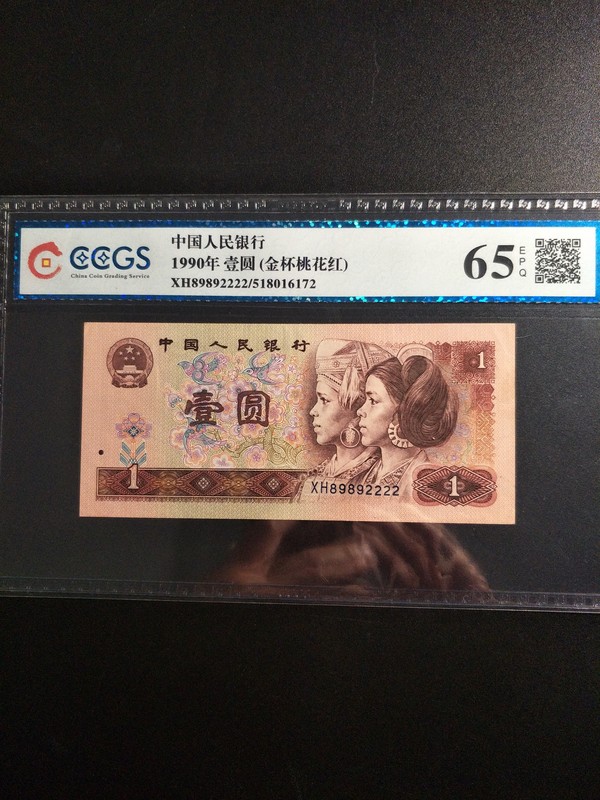 CCGS
China Coin Grading Service
中国人民银行
1990年 壹圆 (金杯桃花红)
XH89892222/518016172
65
EPQ
中国人民银行
1
壹圆
1
XH89892222
1